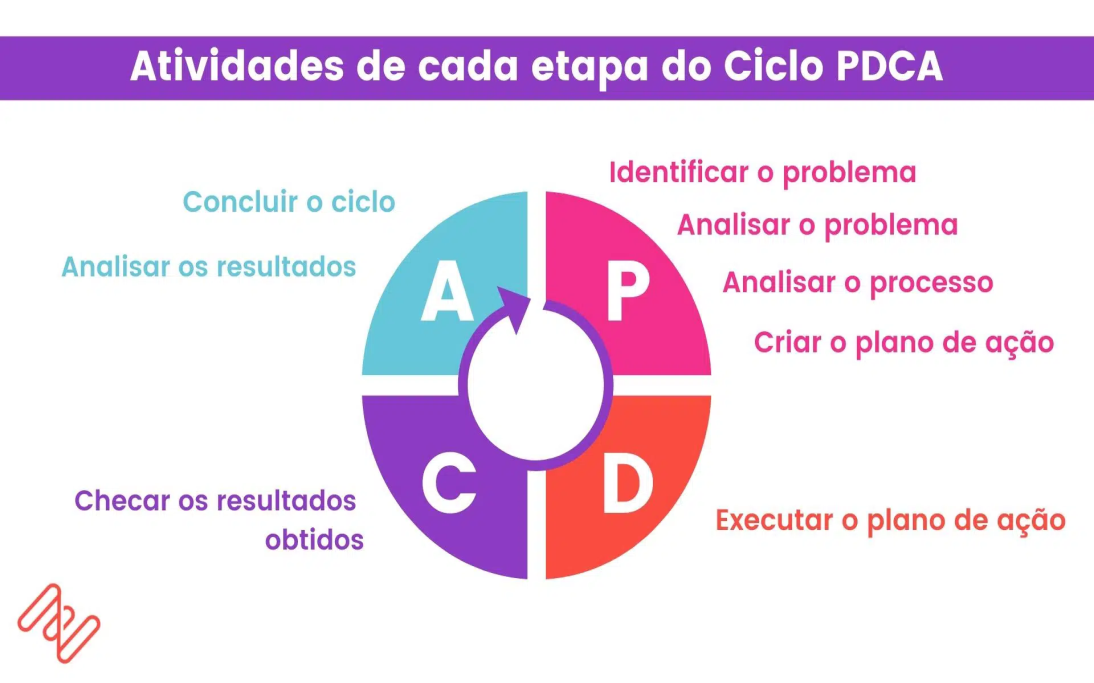 Atividades de cada etapa do Ciclo PDCA
Identificar o problema
Concluir o ciclo
Analisar o problema
Analisar os resultados
Analisar o processo
A
P
Criar o plano de ação
C
D
Checar os resultados
obtidos
Executar o plano de ação